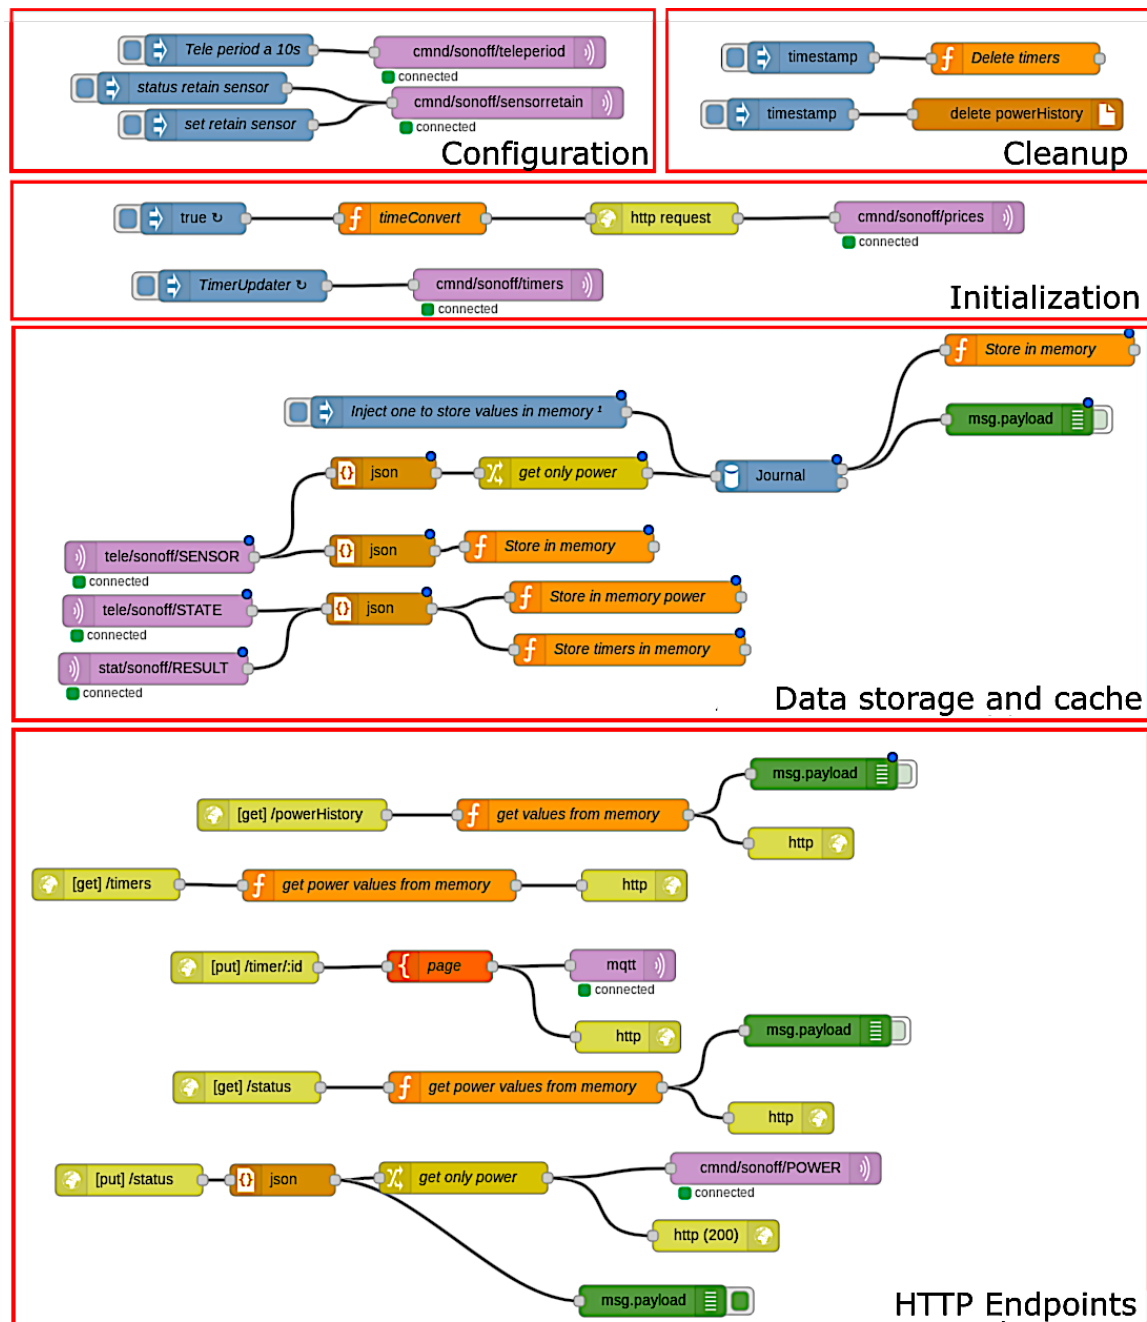 Tele period a 10s
cmnd/sonoff/teleperiod
connected
status retain sensor
cmnd/sonoff/sensorretain
set retain sensor
connected
Configuration
timestamp
Delete timers
timestamp
delete powerHistory
Cleanup
true ↻
timeConvert
http request
cmnd/sonoff/prices
connected
TimerUpdater ↻
cmnd/sonoff/timers
connected
Initialization
Store in memory
Inject one to store values in memory ¹
msg.payload
json
get only power
Journal
tele/sonoff/SENSOR
json
Store in memory
connected
tele/sonoff/STATE
json
Store in memory power
connected
stat/sonoff/RESULT
Store timers in memory
connected
Data storage and cache
msg.payload
[get] /powerHistory
get values from memory
http
[get] /timers
get power values from memory
http
[put] /timer/:id
page
mqtt
connected
http
msg.payload
[get] /status
get power values from memory
http
[put] /status
json
get only power
cmnd/sonoff/POWER
connected
http (200)
msg.payload
HTTP Endpoints